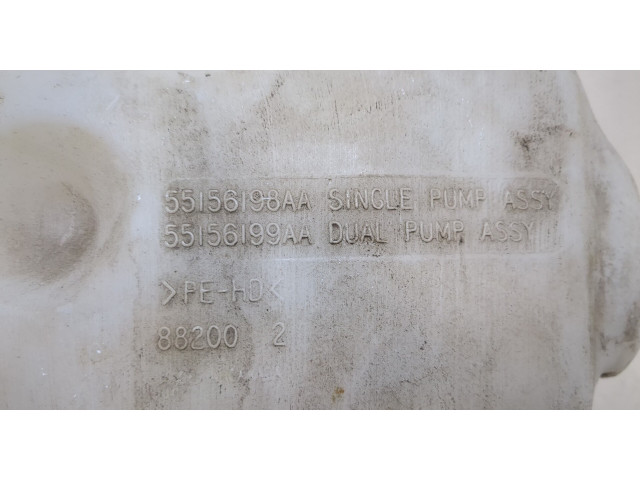 55156198AA SINGLE PUMP ASSY
55156199AA DUAL PUMP ASSY
>PE-HD<
88200 2